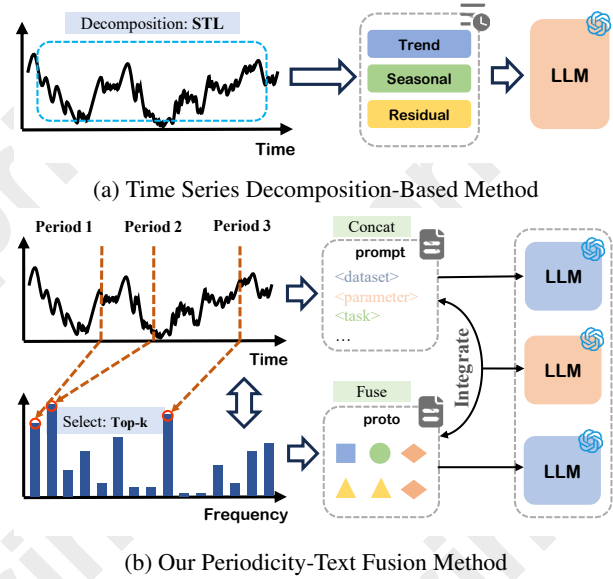 Decomposition: STL
Time
Trend
Seasonal
Residual
LLM
(a) Time Series Decomposition-Based Method
Period 1 Period 2 Period 3
Time
Select: Top-k
Frequency
Concat
prompt
<dataset>
<parameter>
<task>
...
Integrate
Fuse
proto
LLM
LLM
LLM
(b) Our Periodicity-Text Fusion Method